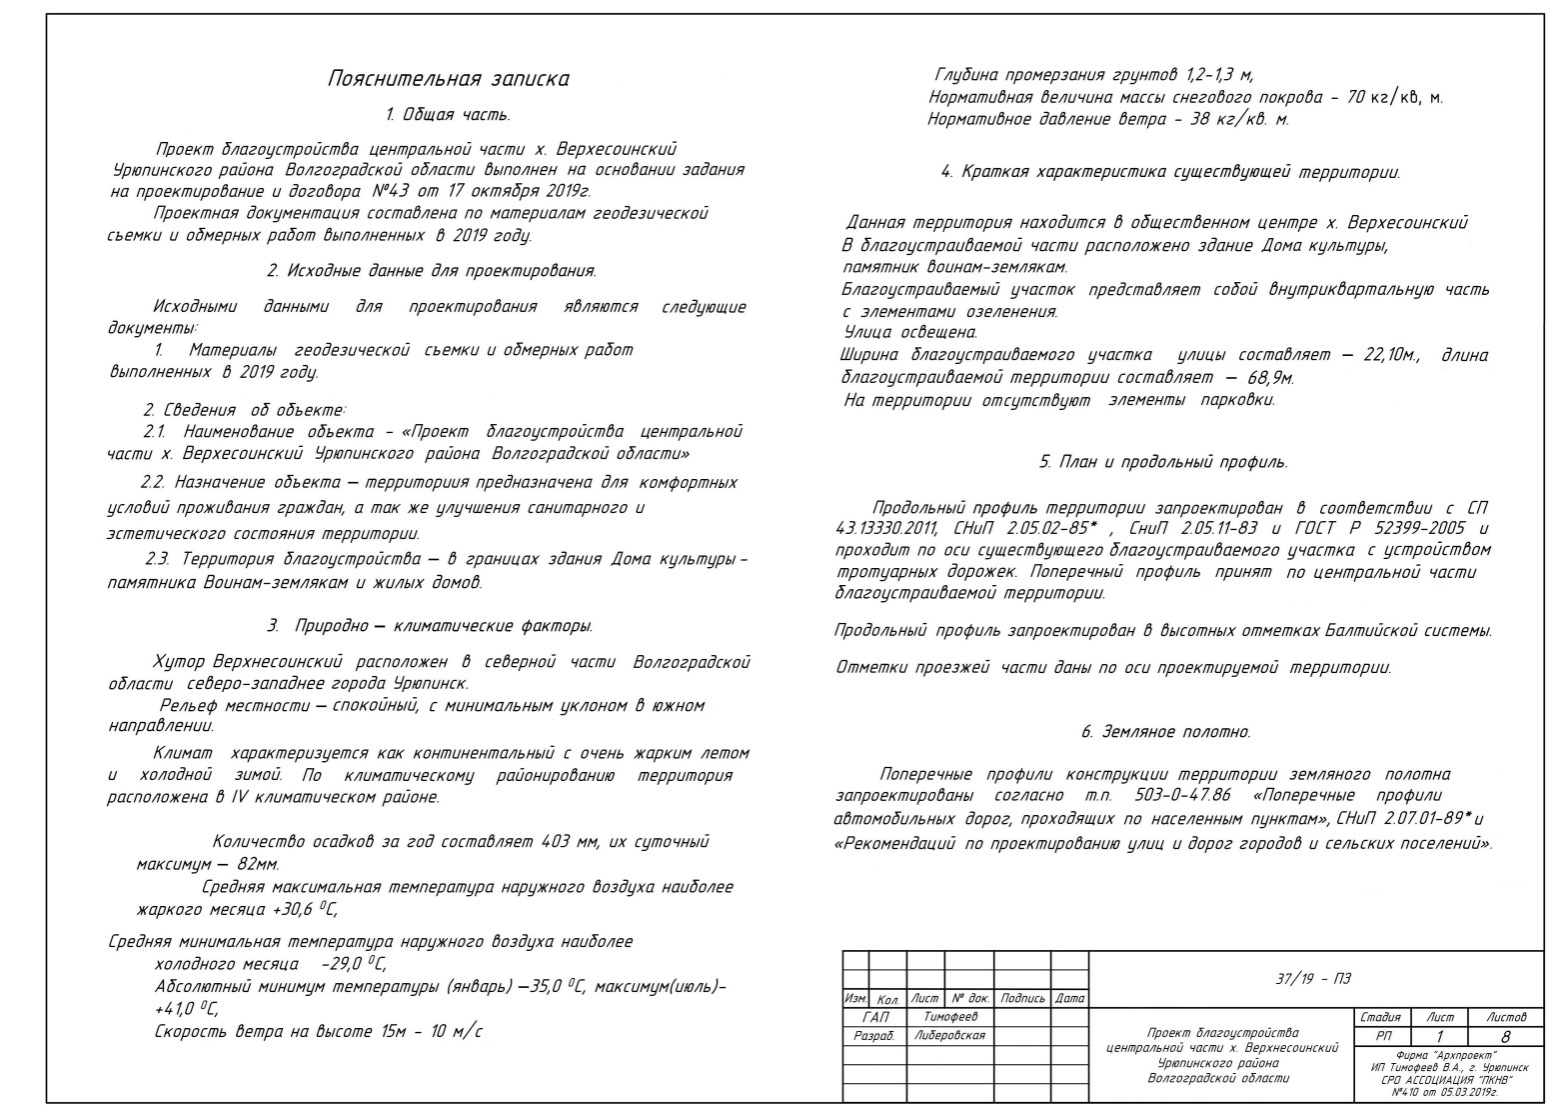 Пояснительная записка
1. Общая часть.
Проект благоустройства центральной части х. Верхесоинский
Урюпинского района Волгоградской области выполнен на основании задания
на проектирование и договора №43 от 17 октября 2019г.
Проектная документация составлена по материалам геодезической
съемки и обмерных работ выполненных в 2019 году.
2. Исходные данные для проектирования.
Исходными данными для проектирования являются следующие
документы:
1. Материалы геодезической съемки и обмерных работ
выполненных в 2019 году.
2. Сведения об объекте:
2.1. Наименование объекта - «Проект благоустройства центральной
части х. Верхесоинский Урюпинского района Волгоградской области»
2.2. Назначение объекта – территориия предназначена для комфортных
условий проживания граждан, а так же улучшения санитарного и
эстетического состояния территории.
2.3. Территория благоустройства – в границах здания Дома культуры -
памятника Воинам-землякам и жилых домов.
3. Природно – климатические факторы.
Хутор Верхнесоинский расположен в северной части Волгоградской
области северо-западнее города Урюпинск.
Рельеф местности – спокойный, с минимальным уклоном в южном
направлении.
Климат характеризуется как континентальный с очень жарким летом
и холодной зимой. По климатическому районированию территория
расположена в IV климатическом районе.
Количество осадков за год составляет 403 мм, их суточный
максимум – 82мм.
Средняя максимальная температура наружного воздуха наиболее
жаркого месяца +30,6 ⁰С,
Средняя минимальная температура наружного воздуха наиболее
холодного месяца -29,0 ⁰С,
Абсолютный минимум температуры (январь) –35,0 ⁰С, максимум(июль)-
+41,0 ⁰С,
Скорость ветра на высоте 15м - 10 м/с
Глубина промерзания грунтов 1,2-1,3 м,
Нормативная величина массы снегового покрова - 70 кг/кв, м.
Нормативное давление ветра - 38 кг/кв. м.
4. Краткая характеристика существующей территории.
Данная территория находится в общественном центре х. Верхесоинский
В благоустраиваемой части расположено здание Дома культуры,
памятник воинам-землякам.
Благоустраиваемый участок представляет собой внутриквартальную часть
с элементами озеленения.
Улица освещена.
Ширина благоустраиваемого участка улицы составляет – 22,10м., длина
благоустраиваемой территории составляет – 68,9м.
На территории отсутствуют элементы парковки.
5. План и продольный профиль.
Продольный профиль территории запроектирован в соответствии с СП
43.13330.2011, СНиП 2.05.02-85* , СниП 2.05.11-83 и ГОСТ Р 52399-2005 и
проходит по оси существующего благоустраиваемого участка с устройством
тротуарных дорожек. Поперечный профиль принят по центральной части
благоустраиваемой территории.
Продольный профиль запроектирован в высотных отметках Балтийской системы.
Отметки проезжей части даны по оси проектируемой территории.
6. Земляное полотно.
Поперечные профили конструкции территории земляного полотна
запроектированы согласно т.п. 503-0-47.86 «Поперечные профили
автомобильных дорог, проходящих по населенным пунктам», СНиП 2.07.01-89* и
«Рекомендаций по проектированию улиц и дорог городов и сельских поселений».
37/19 - ПЗ
Изм. Кол. Лист № док. Подпись Дата
ГАП Тимофеев
Разраб. Либеровская
Проект благоустройства
центральной части х. Верхнесоинский
Урюпинского района
Волгоградской области
Стадия Лист Листов
РП 1 8
Фирма "Архпроект"
ИП Тимофеев В.А., г. Урюпинск
СРО АССОЦИАЦИЯ "ПКНВ"
№410 от 05.03.2019г.